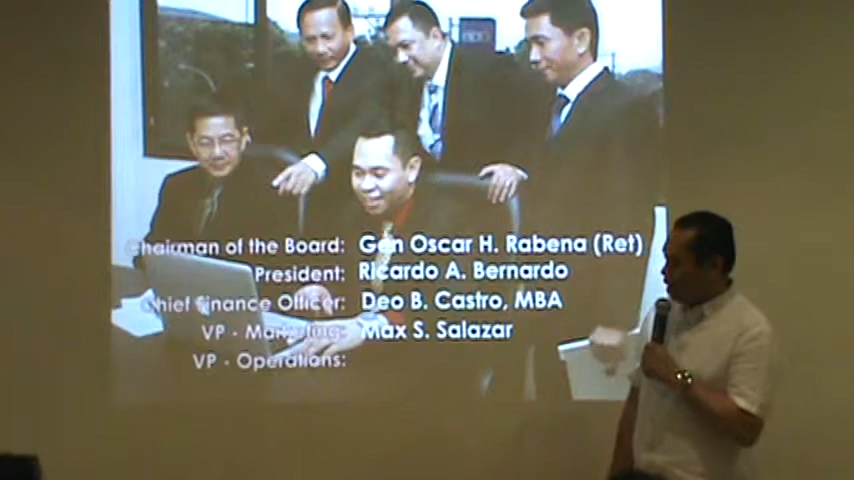 Chairman of the Board: Gen Oscar H. Rabena (Ret)
President: Ricardo A. Bernardo
Chief Finance Officer: Deo B. Castro, MBA
VP - Marketing: Max S. Salazar
VP - Operations: